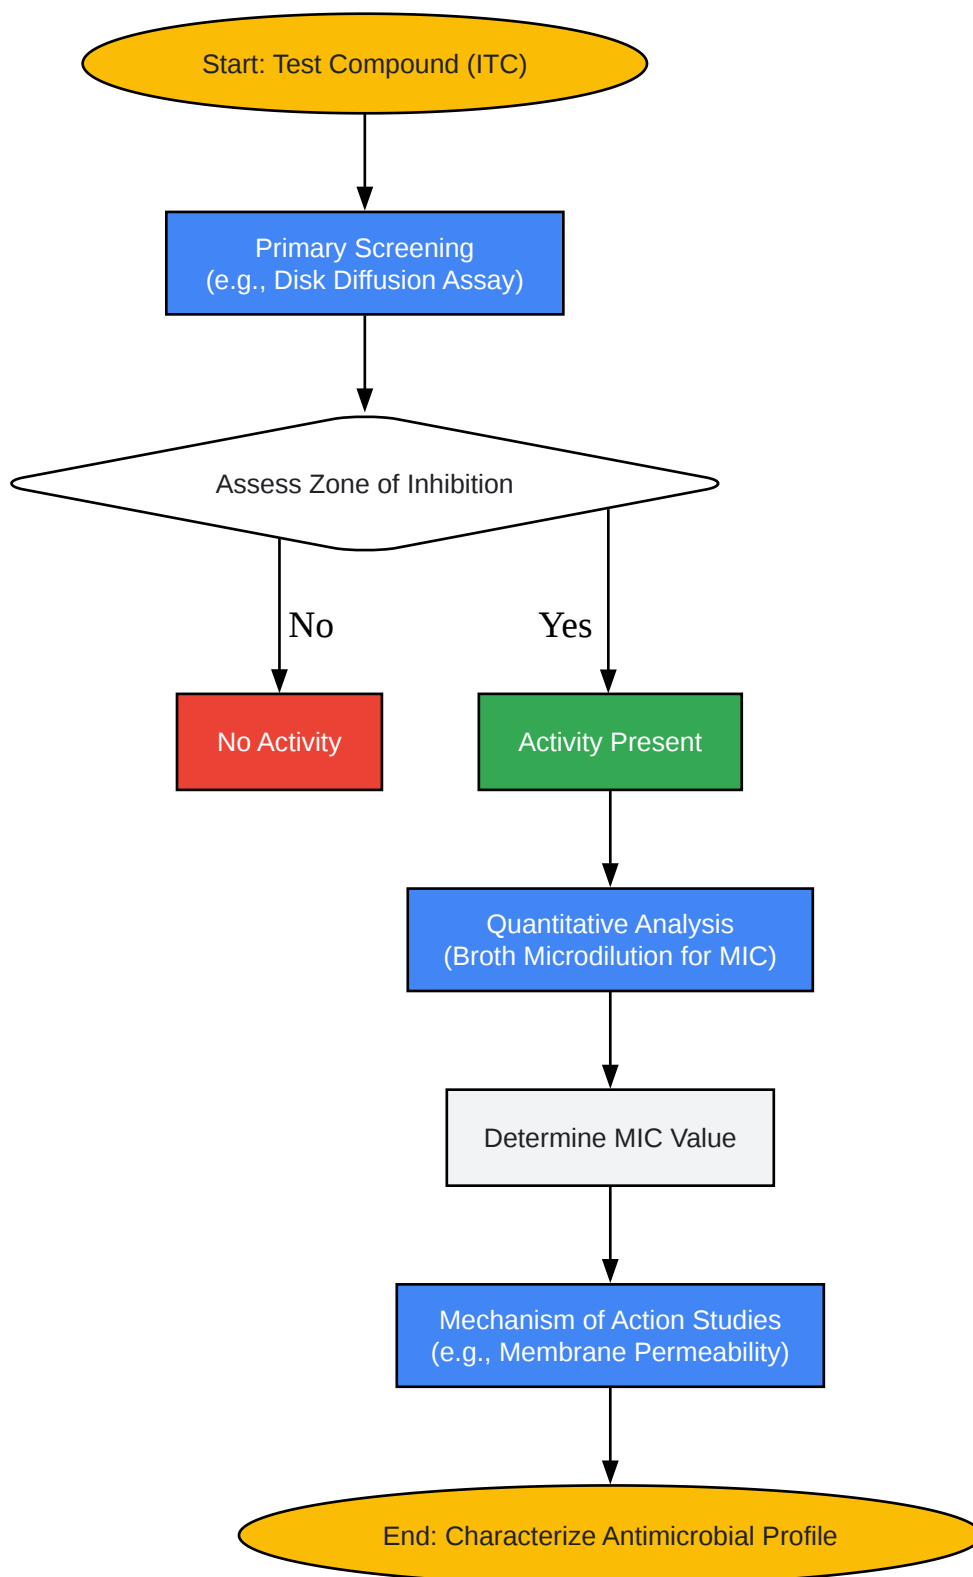 Start: Test Compound (ITC)
Primary Screening
(e.g., Disk Diffusion Assay)
Assess Zone of Inhibition
No
Yes
No Activity
Activity Present
Quantitative Analysis
(Broth Microdilution for MIC)
Determine MIC Value
Mechanism of Action Studies
(e.g., Membrane Permeability)
End: Characterize Antimicrobial Profile